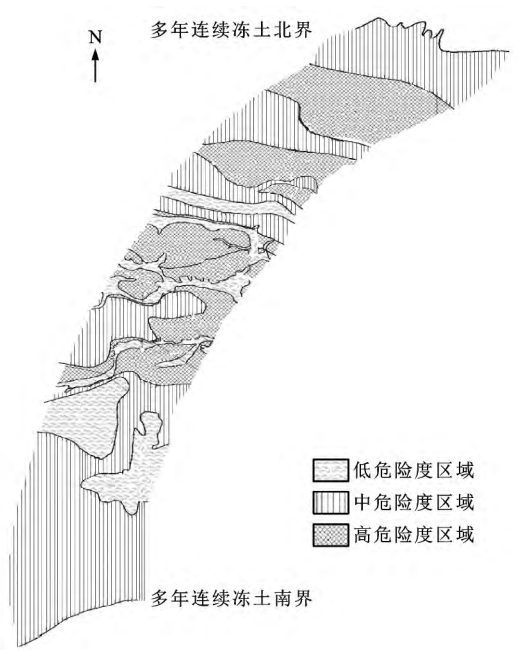 多年连续冻土北界
N
低危险度区域
中危险度区域
高危险度区域
多年连续冻土南界